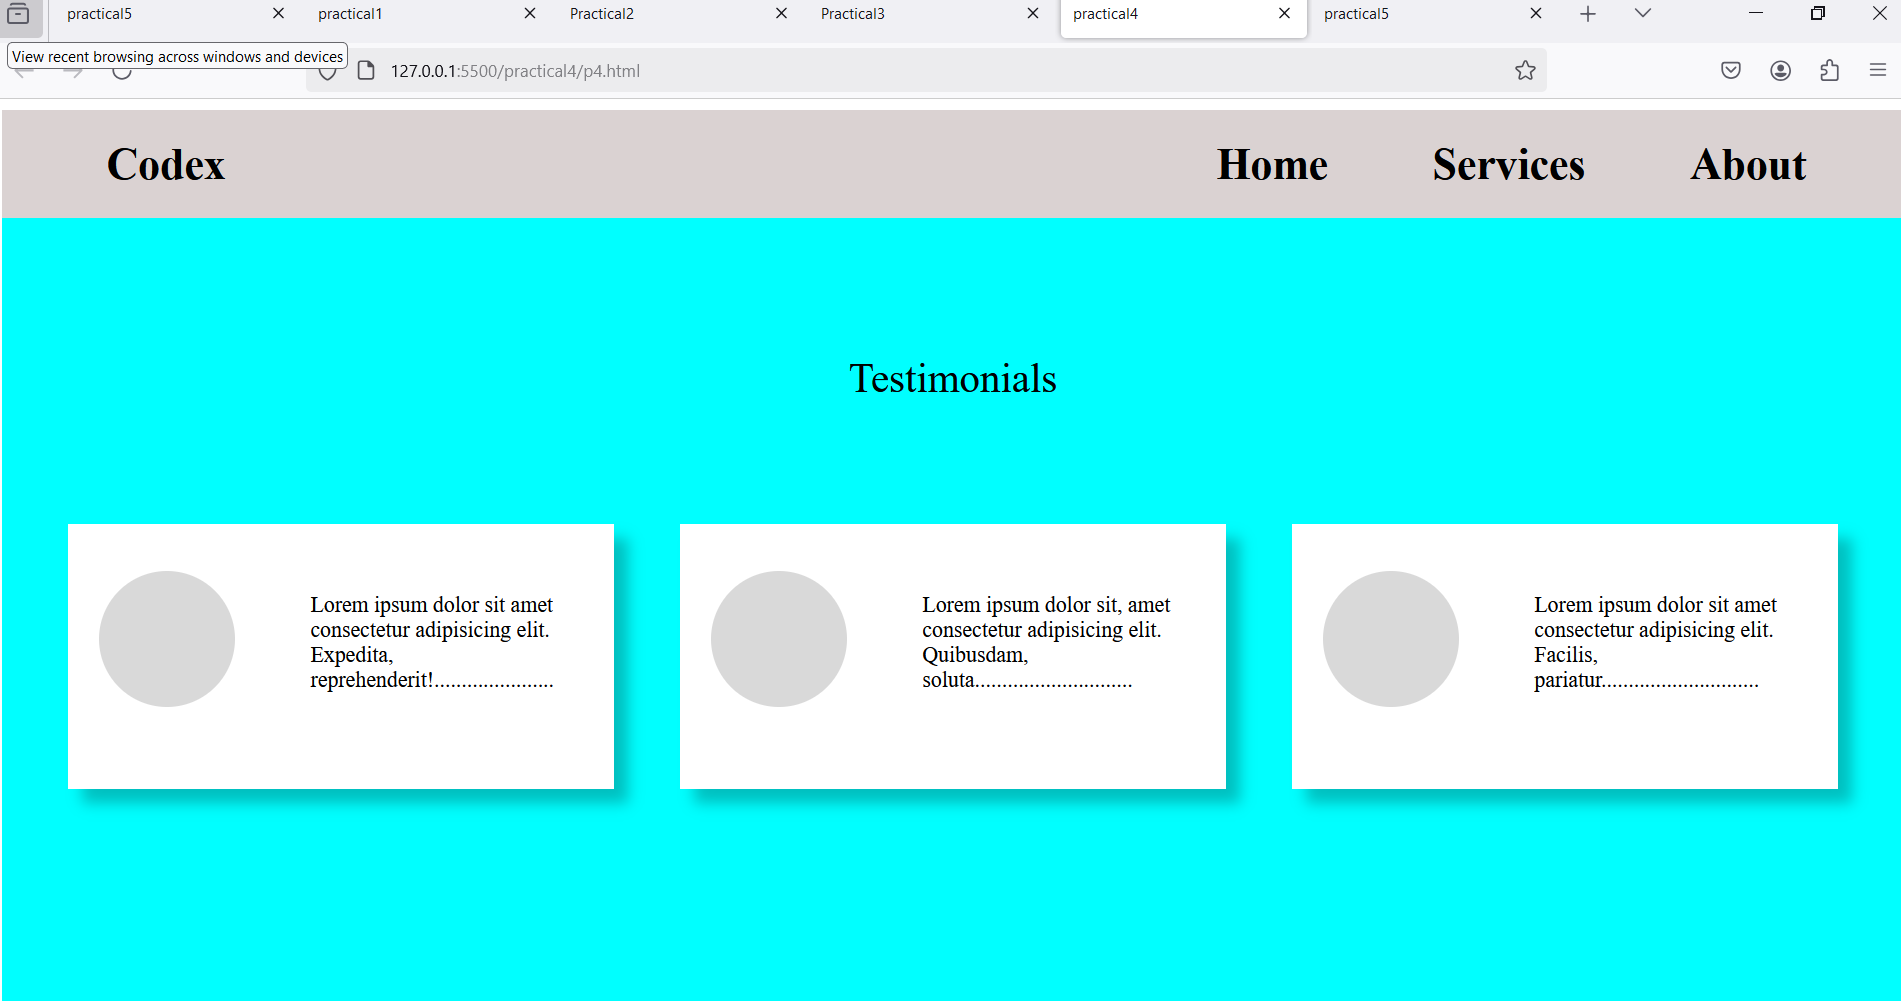 practical5
practical1
Practical2
Practical3
practical4
practical5
View recent browsing across windows and devices
127.0.0.1:5500/practical4/p4.html
Codex
Home
Services
About
Testimonials
Lorem ipsum dolor sit amet
consectetur adipisicing elit.
Expedita,
reprehenderit!......................
Lorem ipsum dolor sit, amet
consectetur adipisicing elit.
Quibusdam,
soluta.............................
Lorem ipsum dolor sit amet
consectetur adipisicing elit.
Facilis,
pariatur.............................